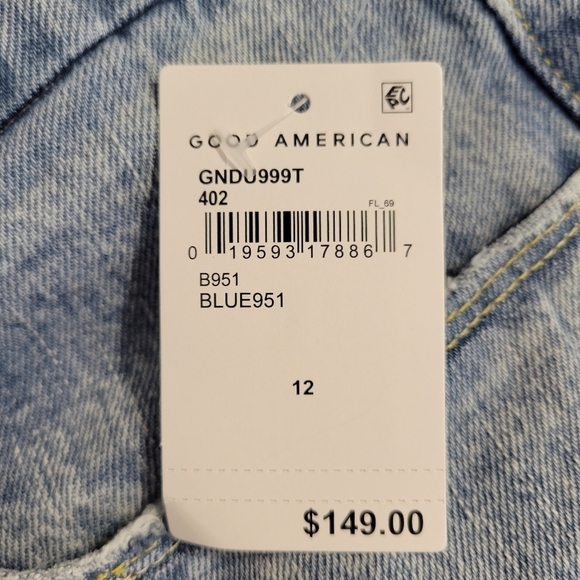 GOOD AMERICAN
GNDU999T
402
FL_69
0 19593 17886 7
B951
BLUE951
12
$149.00